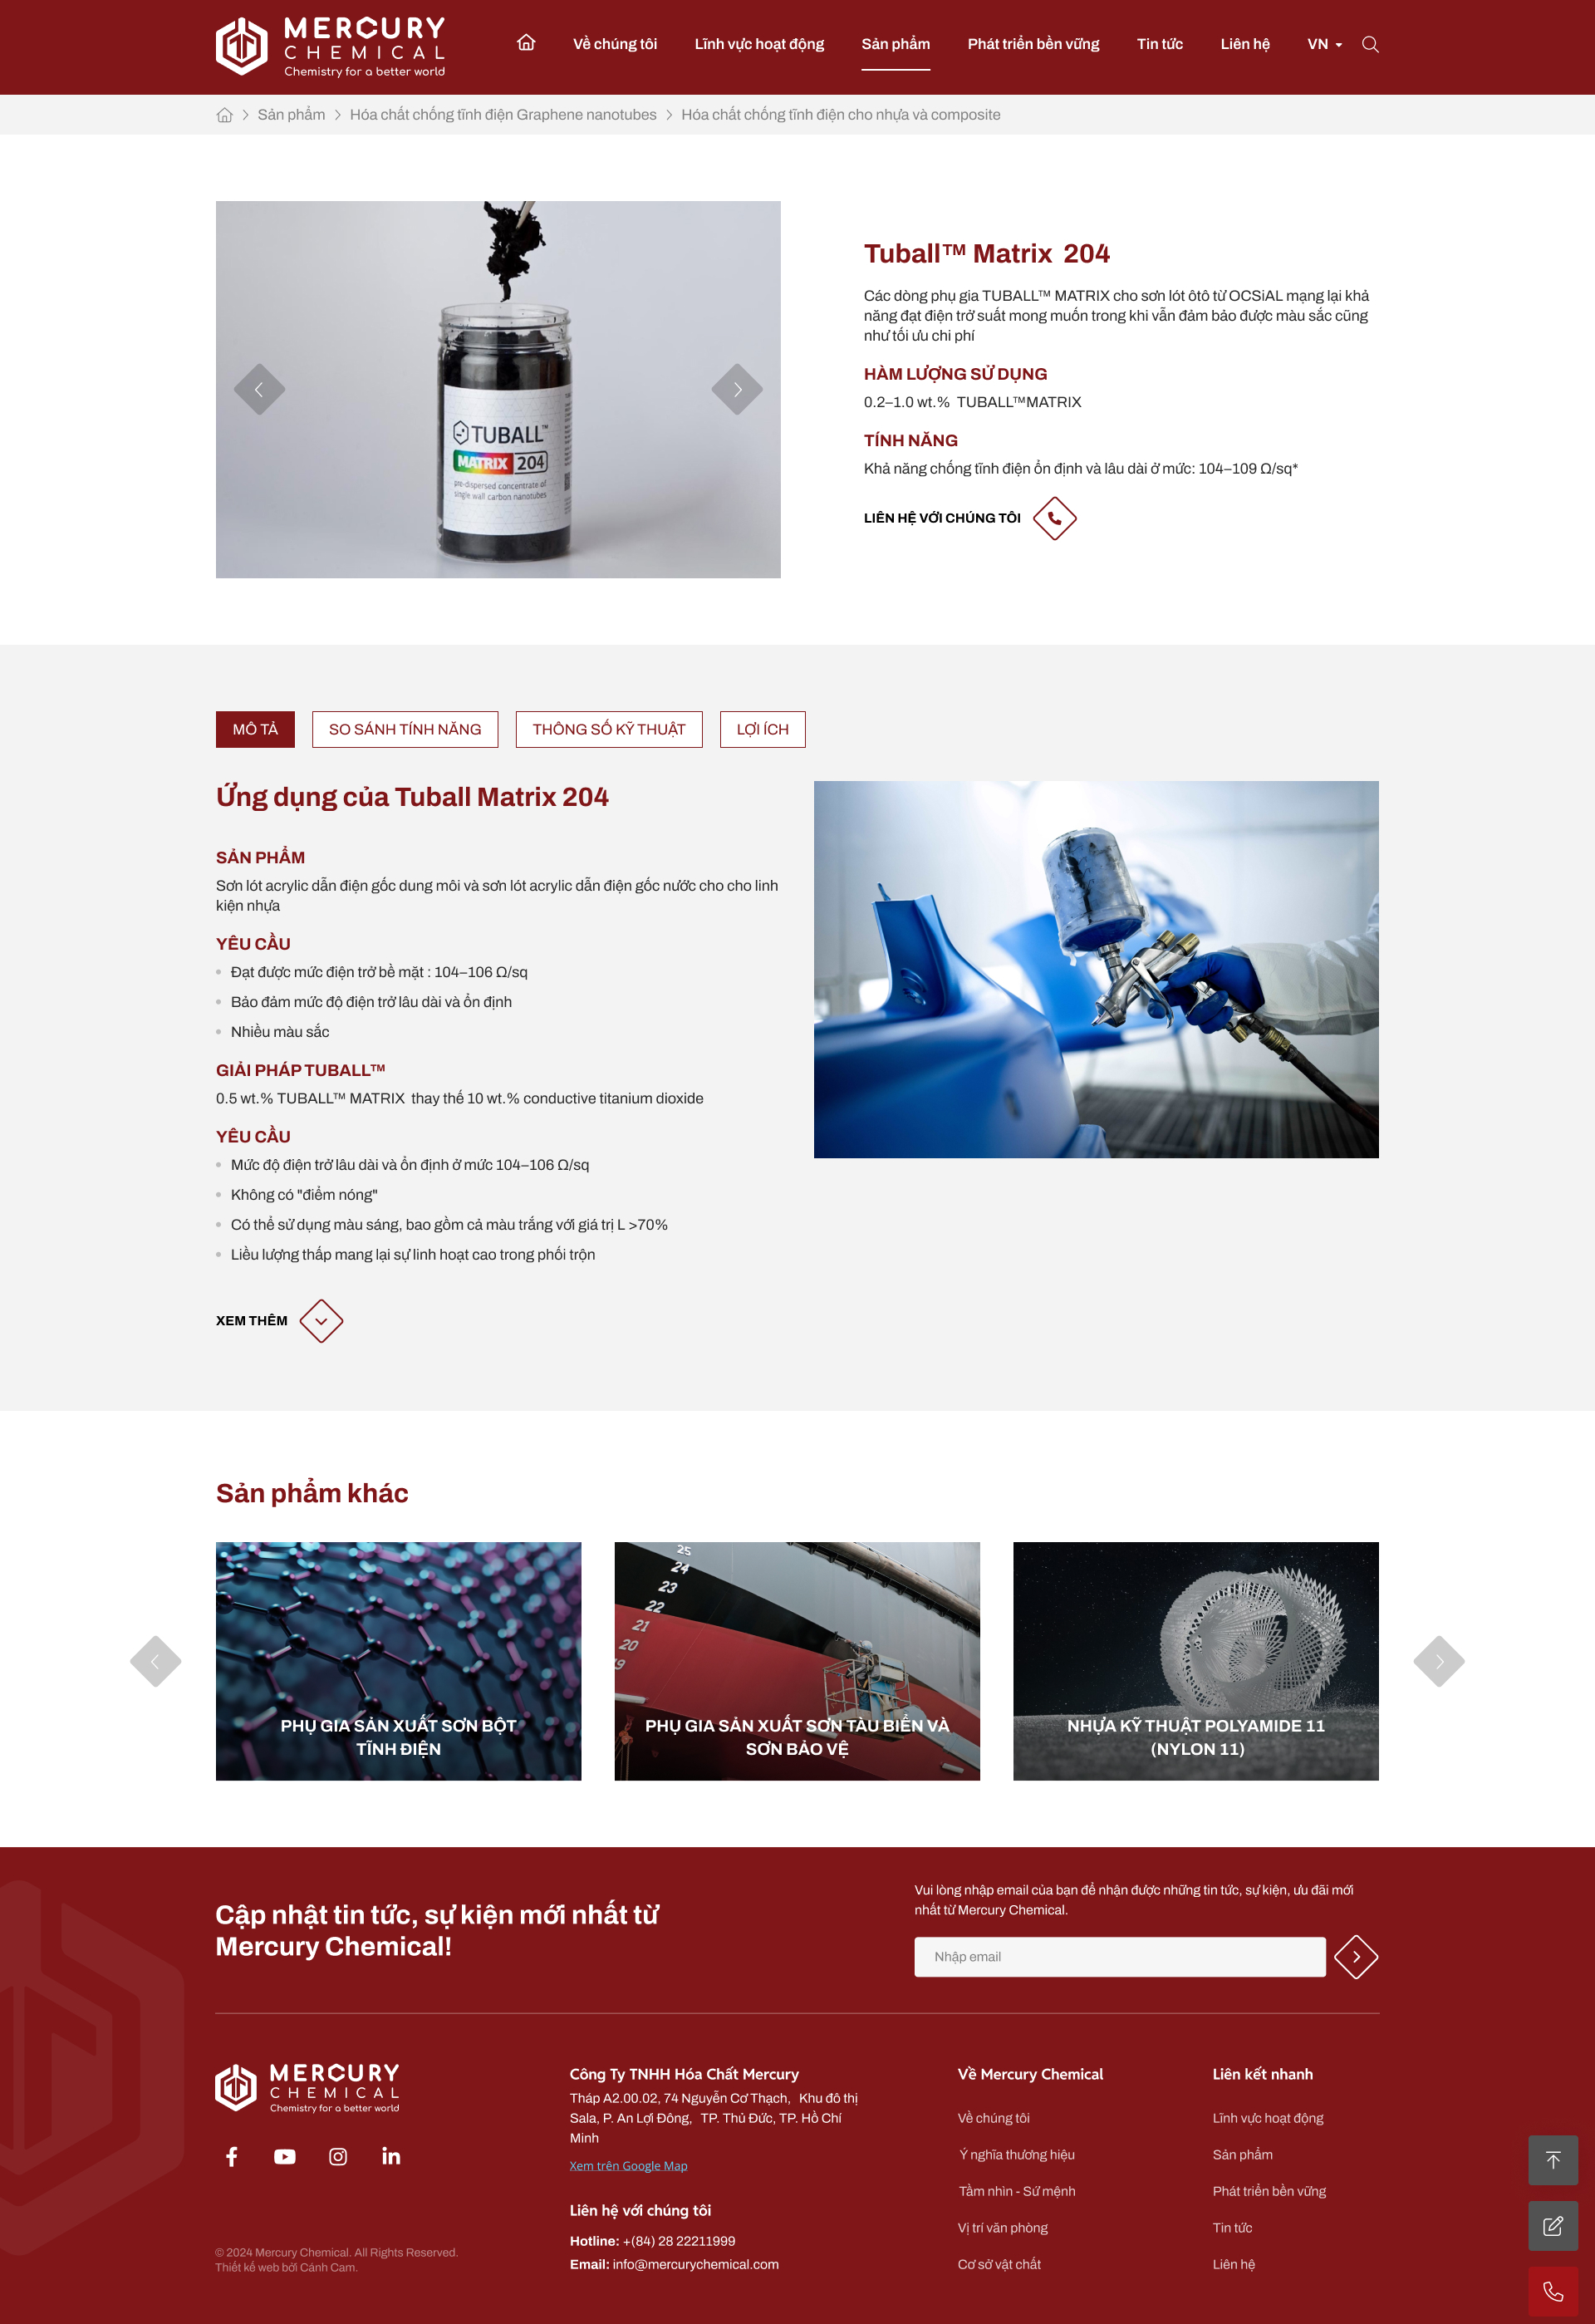 MERCURY
CHEMICAL
Chemistry for a better world
Về chúng tôi
Lĩnh vực hoạt động
Sản phẩm
Phát triển bền vững
Tin tức
Liên hệ
VN
Sản phẩm
Hóa chất chống tĩnh điện Graphene nanotubes
Hóa chất chống tĩnh điện cho nhựa và composite
TUBALL™
MATRIX 204
pre-dispersed concentrate of
single wall carbon nanotubes
Tuball™ Matrix 204
Các dòng phụ gia TUBALL™ MATRIX cho sơn lót ôtô từ OCSiAL mạng lại khả
năng đạt điện trở suất mong muốn trong khi vẫn đảm bảo được màu sắc cũng
như tối ưu chi phí
HÀM LƯỢNG SỬ DỤNG
0.2–1.0 wt.% TUBALL™MATRIX
TÍNH NĂNG
Khả năng chống tĩnh điện ổn định và lâu dài ở mức: 104–109 Ω/sq*
LIÊN HỆ VỚI CHÚNG TÔI
MÔ TẢ
SO SÁNH TÍNH NĂNG
THÔNG SỐ KỸ THUẬT
LỢI ÍCH
Ứng dụng của Tuball Matrix 204
SẢN PHẨM
Sơn lót acrylic dẫn điện gốc dung môi và sơn lót acrylic dẫn điện gốc nước cho cho linh
kiện nhựa
YÊU CẦU
Đạt được mức điện trở bề mặt : 104–106 Ω/sq
Bảo đảm mức độ điện trở lâu dài và ổn định
Nhiều màu sắc
GIẢI PHÁP TUBALL™
0.5 wt.% TUBALL™ MATRIX thay thế 10 wt.% conductive titanium dioxide
YÊU CẦU
Mức độ điện trở lâu dài và ổn định ở mức 104–106 Ω/sq
Không có "điểm nóng"
Có thể sử dụng màu sáng, bao gồm cả màu trắng với giá trị L >70%
Liều lượng thấp mang lại sự linh hoạt cao trong phối trộn
XEM THÊM
Sản phẩm khác
PHỤ GIA SẢN XUẤT SƠN BỘT
TĨNH ĐIỆN
25
24
23
22
21
20
19
PHỤ GIA SẢN XUẤT SƠN TÀU BIỂN VÀ
SƠN BẢO VỆ
NHỰA KỸ THUẬT POLYAMIDE 11
(NYLON 11)
Cập nhật tin tức, sự kiện mới nhất từ
Mercury Chemical!
Vui lòng nhập email của bạn để nhận được những tin tức, sự kiện, ưu đãi mới
nhất từ Mercury Chemical.
Nhập email
MERCURY
CHEMICAL
Chemistry for a better world
© 2024 Mercury Chemical. All Rights Reserved.
Thiết kế web bởi Cánh Cam.
Công Ty TNHH Hóa Chất Mercury
Tháp A2.00.02, 74 Nguyễn Cơ Thạch, Khu đô thị
Sala, P. An Lợi Đông, TP. Thủ Đức, TP. Hồ Chí
Minh
Xem trên Google Map
Liên hệ với chúng tôi
Hotline: +(84) 28 22211999
Email: info@mercurychemical.com
Về Mercury Chemical
Về chúng tôi
Ý nghĩa thương hiệu
Tầm nhìn - Sứ mệnh
Vị trí văn phòng
Cơ sở vật chất
Liên kết nhanh
Lĩnh vực hoạt động
Sản phẩm
Phát triển bền vững
Tin tức
Liên hệ